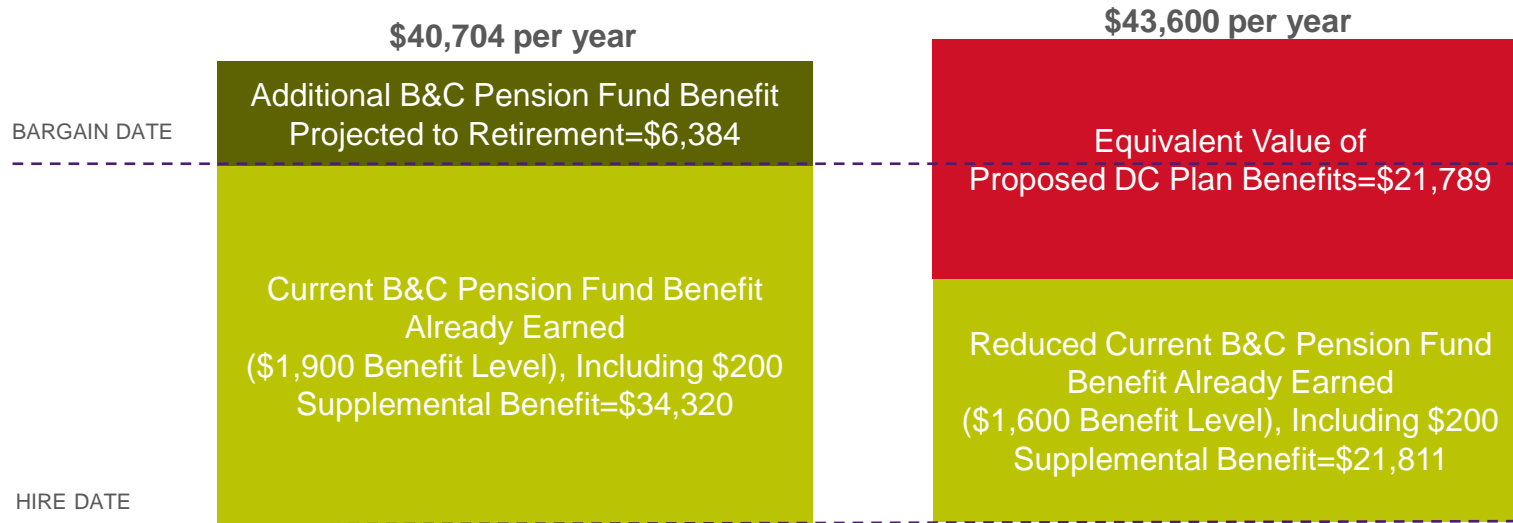 $40,704 per year
$43,600 per year
Additional B&C Pension Fund Benefit
Projected to Retirement=$6,384
BARGAIN DATE
Equivalent Value of
Proposed DC Plan Benefits=$21,789
Current B&C Pension Fund Benefit
Already Earned
($1,900 Benefit Level), Including $200
Supplemental Benefit=$34,320
Reduced Current B&C Pension Fund
Benefit Already Earned
($1,600 Benefit Level), Including $200
Supplemental Benefit=$21,811
HIRE DATE